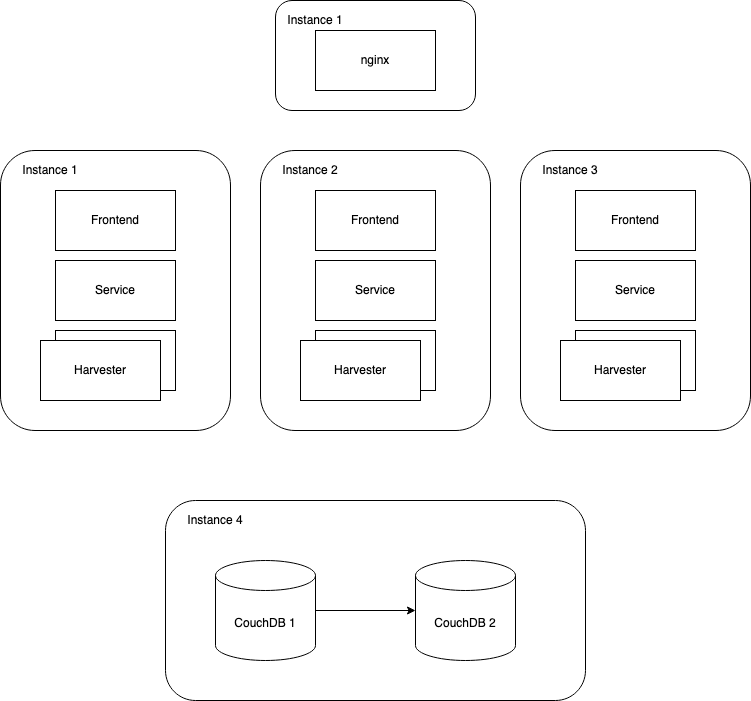 Instance 1
nginx
Instance 1
Frontend
Service
Harvester
Instance 2
Frontend
Service
Harvester
Instance 3
Frontend
Service
Harvester
Instance 4
CouchDB 1
CouchDB 2